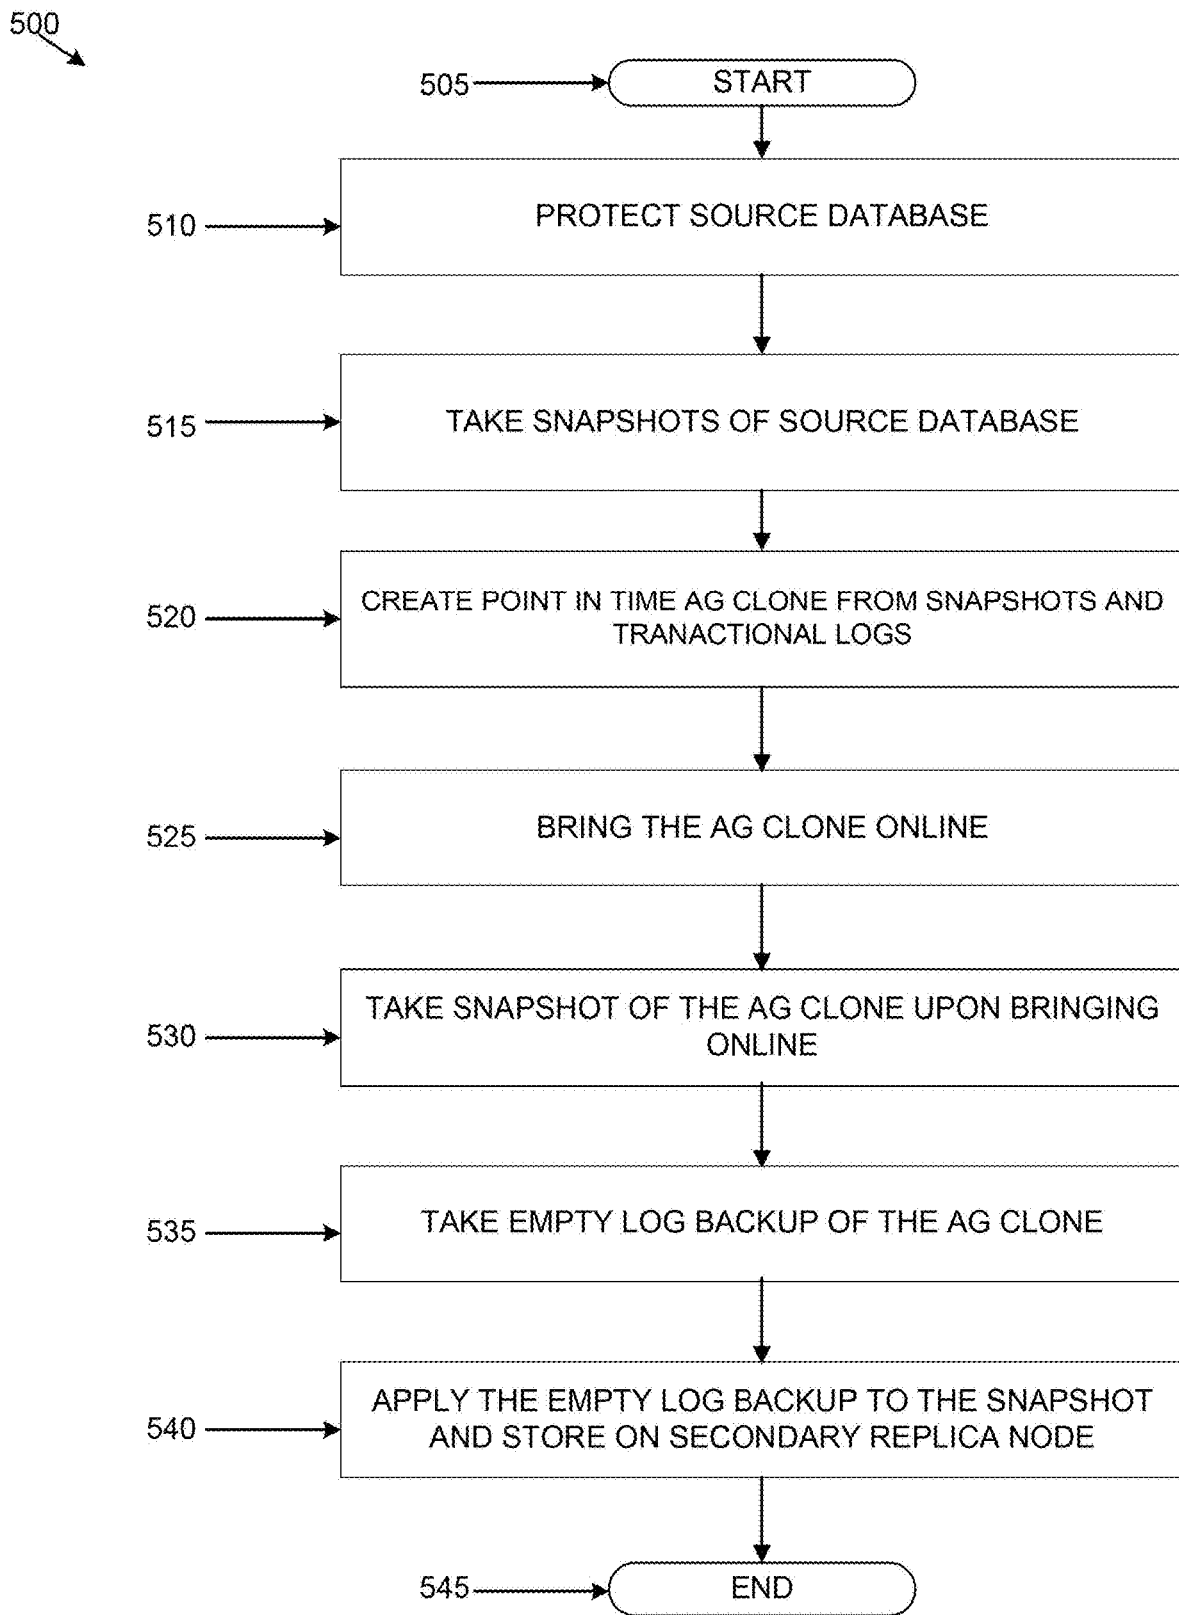 500
505
START
510
PROTECT SOURCE DATABASE
515
TAKE SNAPSHOTS OF SOURCE DATABASE
520
CREATE POINT IN TIME AG CLONE FROM SNAPSHOTS AND
TRANACTIONAL LOGS
525
BRING THE AG CLONE ONLINE
530
TAKE SNAPSHOT OF THE AG CLONE UPON BRINGING
ONLINE
535
TAKE EMPTY LOG BACKUP OF THE AG CLONE
540
APPLY THE EMPTY LOG BACKUP TO THE SNAPSHOT
AND STORE ON SECONDARY REPLICA NODE
545
END